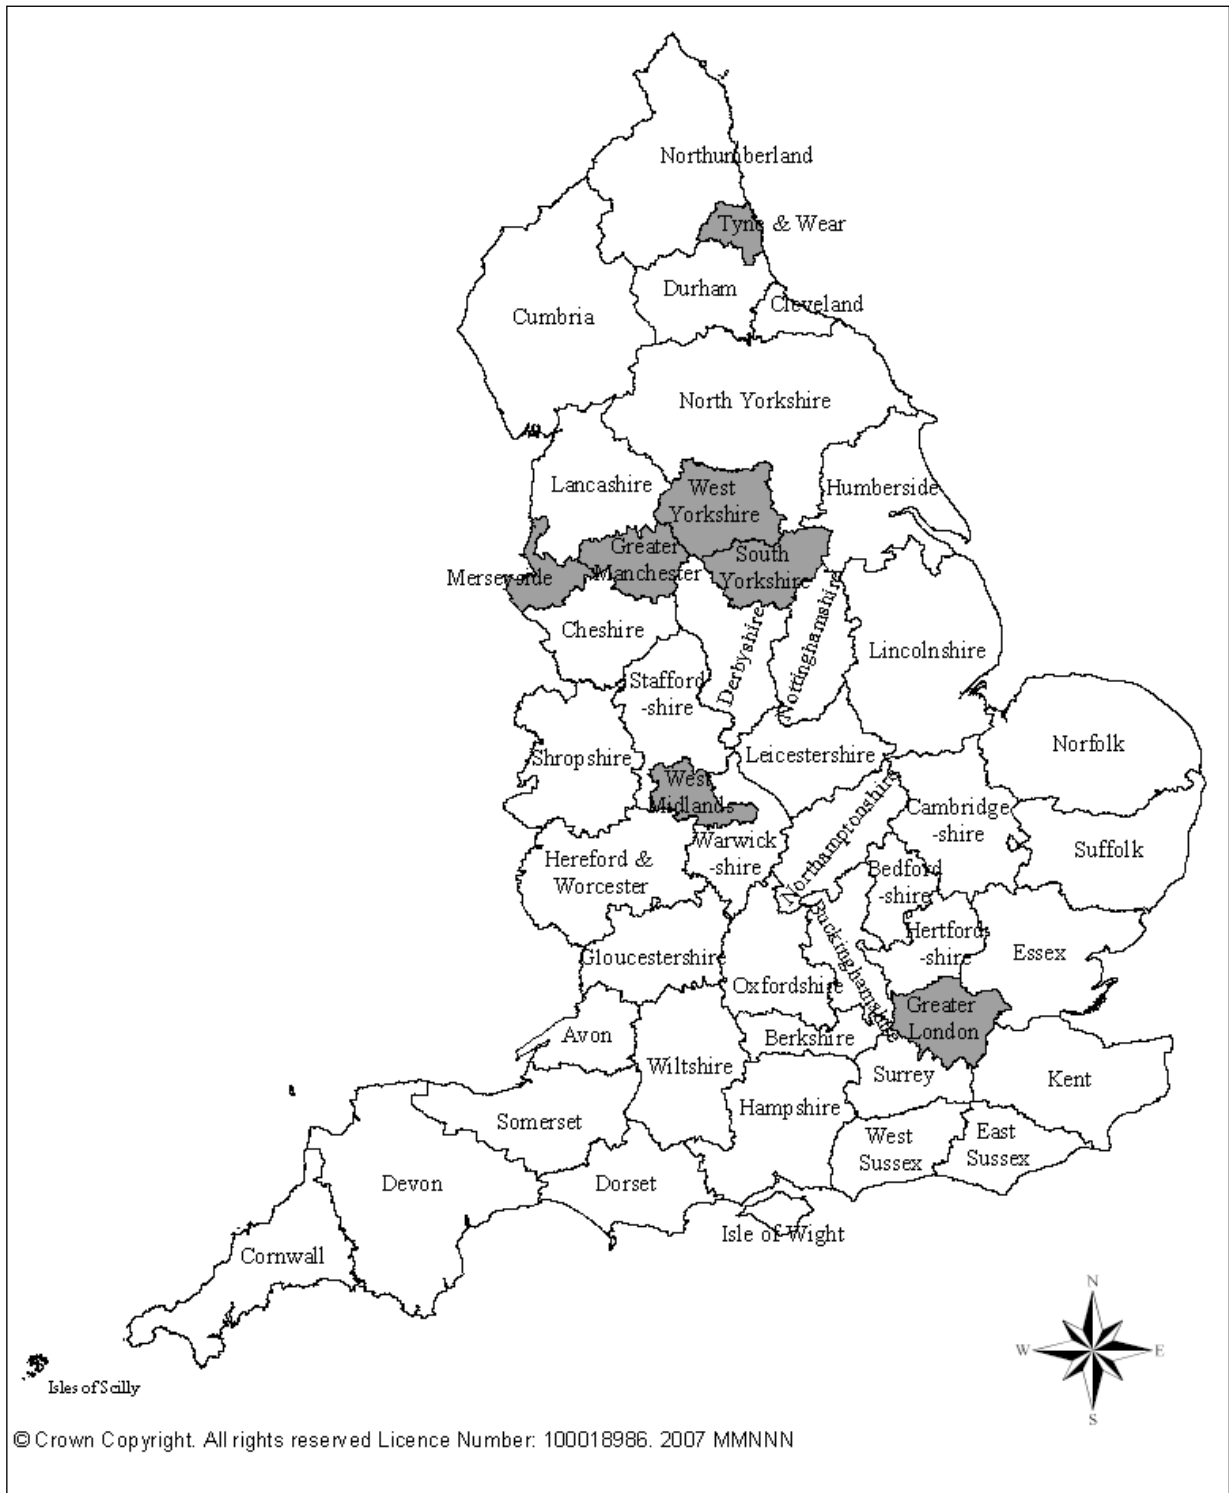 Northumberland
Tyne & Wear
Durham
Cleveland
Cumbria
North Yorkshire
Lancashire
West
Yorkshire
Humberside
Greater
Manchester
South
Yorkshire
Merseyside
Cheshire
Derbyshire
Nottinghamshire
Lincolnshire
Stafford
-shire
Shropshire
Leicestershire
Norfolk
West
Midlands
Northamptonshire
Cambridge
-shire
Warwick
-shire
Suffolk
Hereford &
Worcester
Bedford
-shire
Buckinghamshire
Hertford
-shire
Essex
Gloucestershire
Oxfordshire
Greater
London
Avon
Berkshire
Wiltshire
Surrey
Kent
Hampshire
Somerset
West
Sussex
East
Sussex
Devon
Dorset
Isle of Wight
Cornwall
N
W
E
S
Isles of Scilly
© Crown Copyright. All rights reserved Licence Number: 100018986. 2007 MMNNN